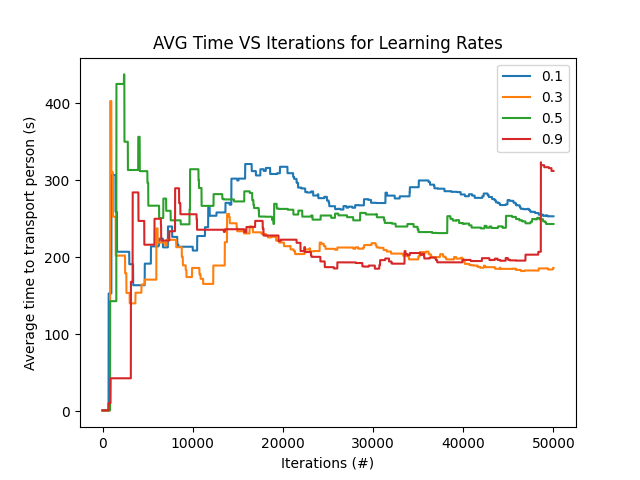 AVG Time VS Iterations for Learning Rates
0.1
0.3
0.5
0.9
400
300
200
100
0
Average time to transport person (s)
0 10000 20000 30000 40000 50000
Iterations (#)